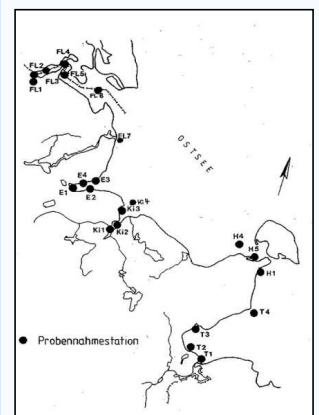 FL4
FL2
FL1
FL3
FL5
FL6
FL7
OSTSEE
E4
E3
E1
E2
Ki4
Ki3
Ki1
Ki2
H4
H5
H1
T4
T3
T2
T1
Probennahmestation